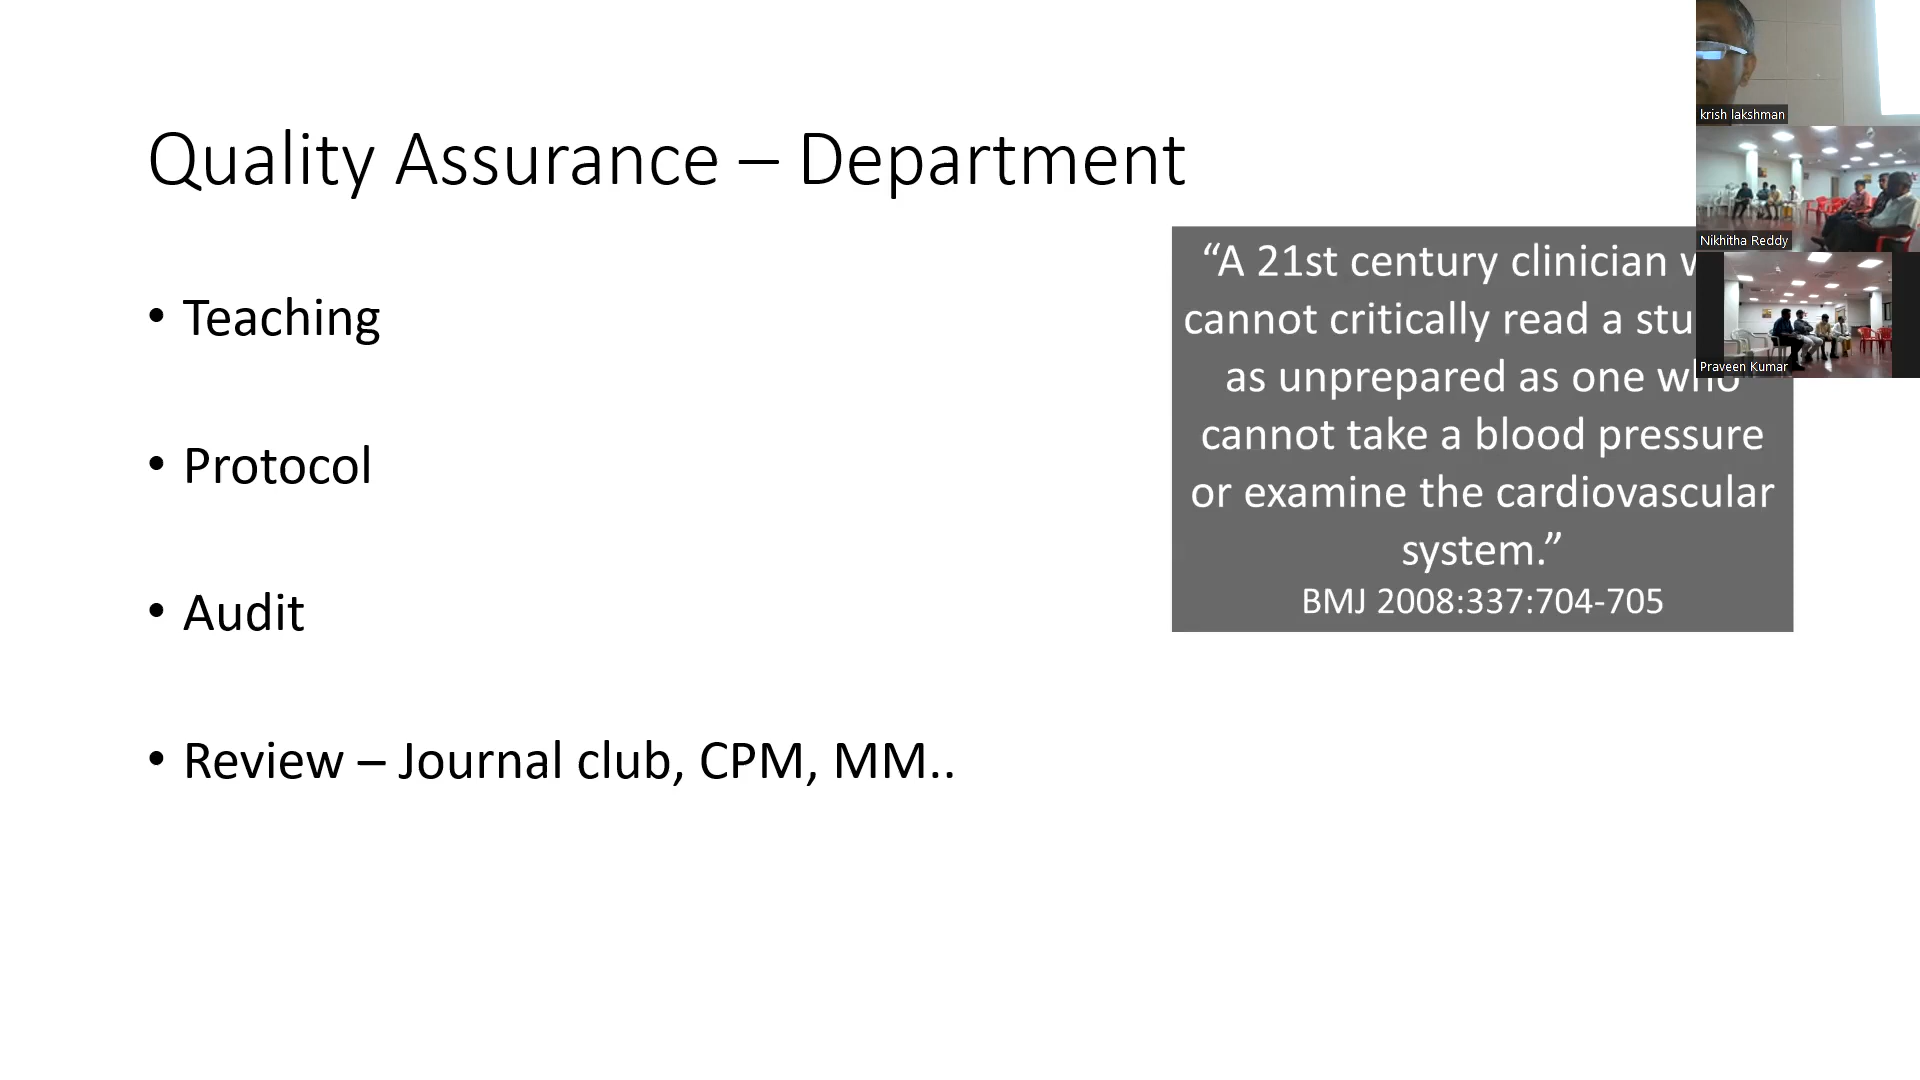 Quality Assurance – Department
• Teaching
• Protocol
• Audit
• Review – Journal club, CPM, MM..
“A 21st century clinician
cannot critically read a
as unprepared as one who
cannot take a blood pressure
or examine the cardiovascular
system.”
BMJ 2008:337:704-705
krish lakshman
Nikhitha Reddy
Praveen Kumar